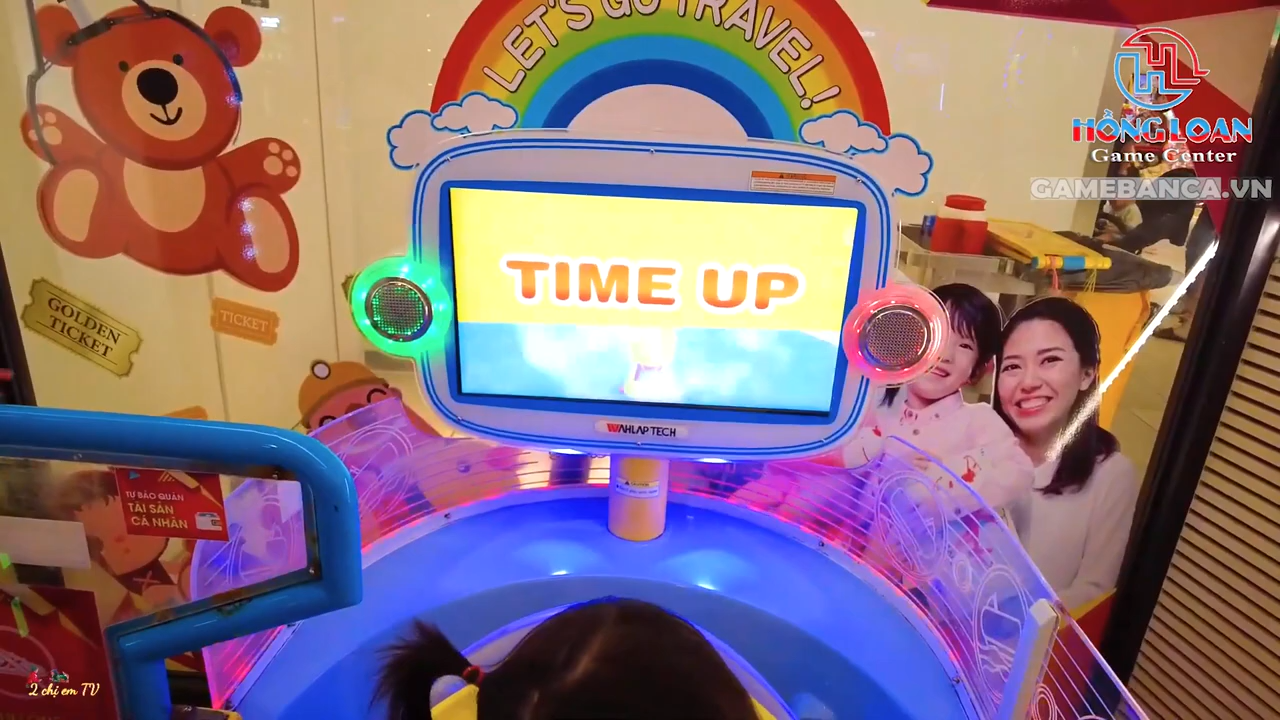 LET'S GO TRAVEL!
HỒNG LOAN
Game Center
GAMEBANCA.VN
TIME UP
GOLDEN
TICKET
TICKET
WAHLAP TECH
TỰ BẢO QUẢN
TÀI SẢN
CÁ NHÂN
2 chị em TV